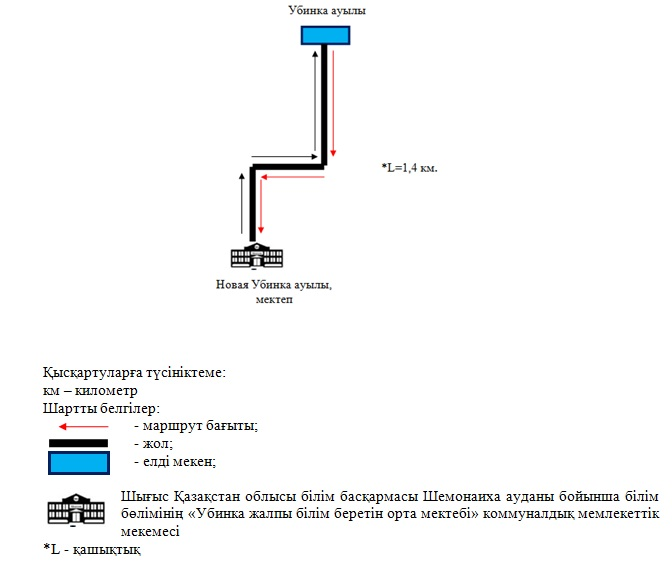 Убинка ауылы
*L=1,4 км.
Новая Убинка ауылы,
мектеп
Қысқартуларға түсініктеме:
км – километр
Шартты белгілер:
- маршрут бағыты;
- жол;
- елді мекен;
Шығыс Қазақстан облысы білім басқармасы Шемонаиха ауданы бойынша білім
бөлімінің «Убинка жалпы білім беретін орта мектебі» коммуналдық мемлекеттік
мекемесі
*L - қашықтық